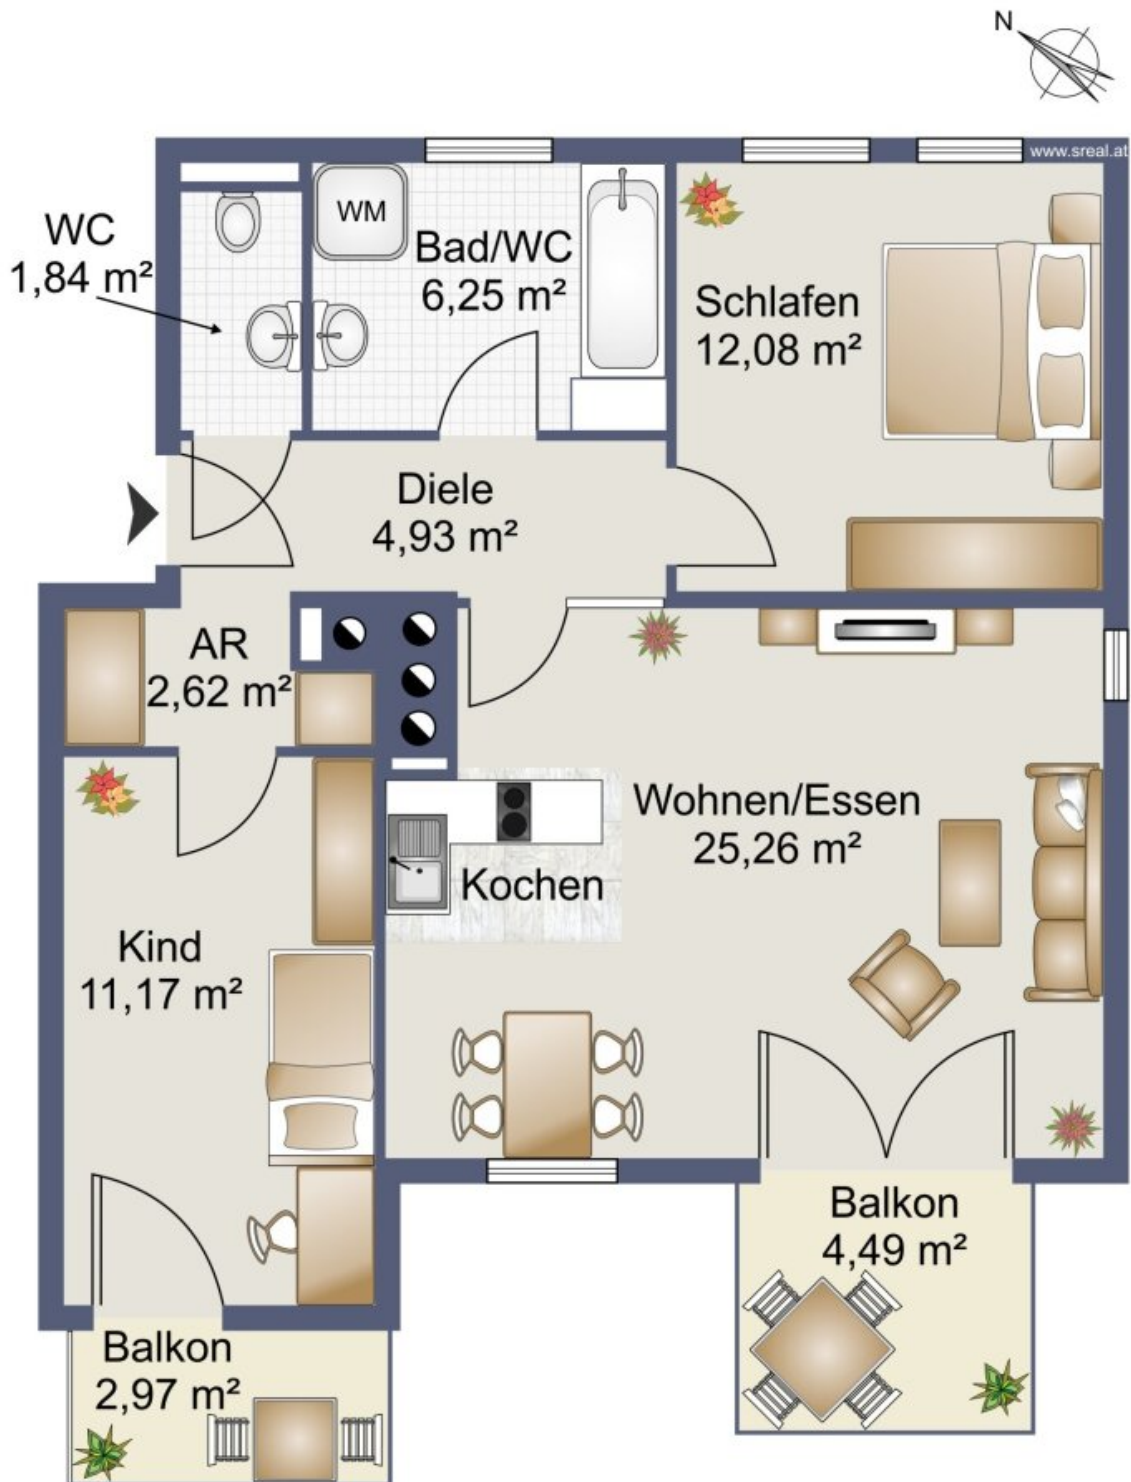 N
www.sreal.at
WC
1,84 m²
WM
Bad/WC
6,25 m²
Schlafen
12,08 m²
Diele
4,93 m²
AR
2,62 m²
Wohnen/Essen
25,26 m²
Kochen
Kind
11,17 m²
Balkon
4,49 m²
Balkon
2,97 m²